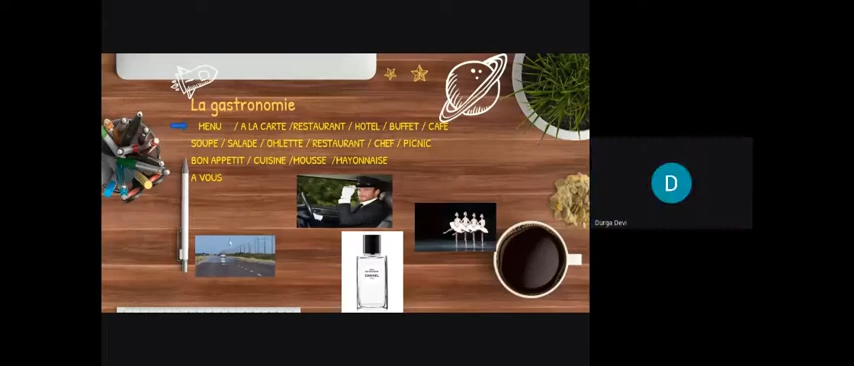 La gastronomie
MENU / A LA CARTE /RESTAURANT / HOTEL / BUFFET / CAFE
SOUPE / SALADE / OMLETTE / RESTAURANT / CHEF / PICNIC
BON APPETIT / CUISINE /MOUSSE /MAYONNAISE
A VOUS
CHANEL
D
Durga Devi